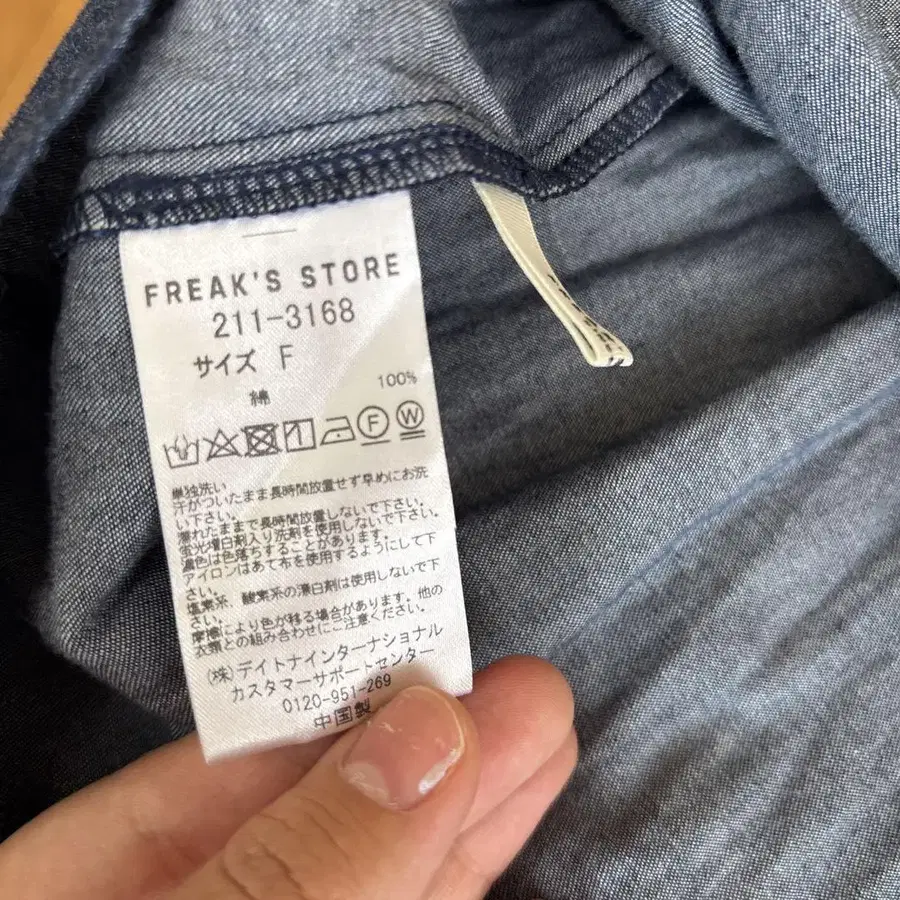 FREAK'S STORE
211-3168
サイズ F
綿 100%
F W
単独洗い
汗がついたまま長時間放置せず早めにお洗
い下さい。
濡れたままで長時間放置しないで下さい。
蛍光増白剤入り洗剤を使用しないで下さい。
濃色は色落ちすることがあります。
アイロンはあて布を使用するようにして下
さい。
塩素系、酸素系の漂白剤は使用しないで下
さい。
摩擦により色が移る場合があります。他の
衣類との組み合わせにご注意ください。
(株)デイトナインターナショナル
カスタマーサポートセンター
0120-951-269
中国製